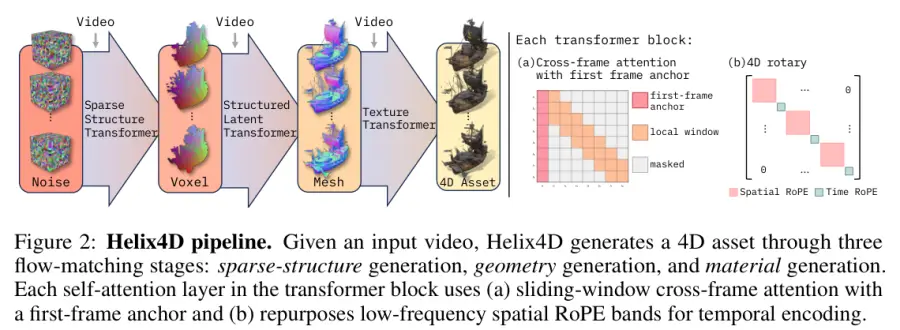 Video
Video
Video
Sparse
Structure
Transformer
Structured
Latent
Transformer
Texture
Transformer
Noise
Voxel
Mesh
4D Asset
Each transformer block:
(a)Cross-frame attention
with first frame anchor
first-frame
anchor
local window
masked
(b)4D rotary
... 0
⋮ ⋮
0 ...
Spatial RoPE Time RoPE
Figure 2: Helix4D pipeline. Given an input video, Helix4D generates a 4D asset through three
flow-matching stages: sparse-structure generation, geometry generation, and material generation.
Each self-attention layer in the transformer block uses (a) sliding-window cross-frame attention with
a first-frame anchor and (b) repurposes low-frequency spatial RoPE bands for temporal encoding.